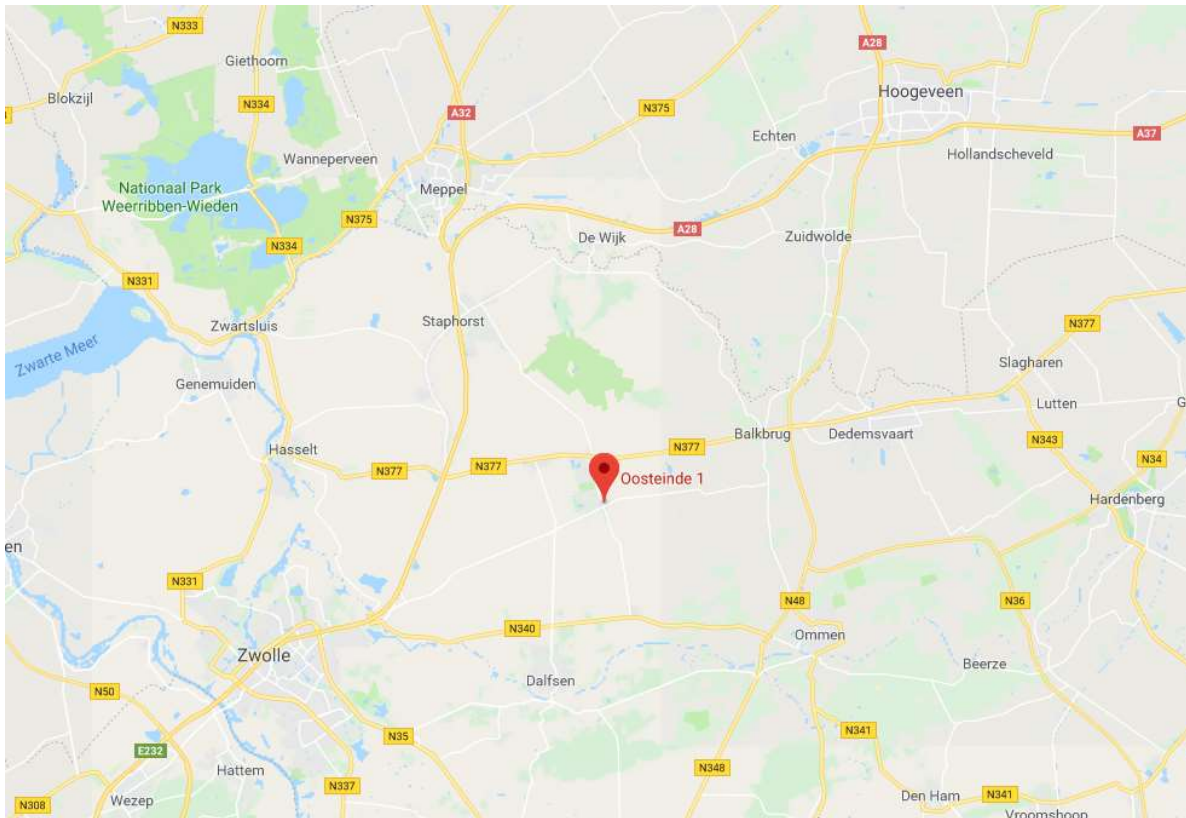 N333
Giethoorn
A28
Blokzijl
N334
A32
N375
Hoogeveen
Echten
A37
Wanneperveen
Hollandscheveld
Nationaal Park
Weerribben-Wieden
Meppel
N375
A28
De Wijk
Zuidwolde
N334
N331
Staphorst
Zwartsluis
N377
Zwarte Meer
Slagharen
Genemuiden
Lutten
G
Balkbrug
Dedemsvaart
N343
Hasselt
N377
N377
N377
N34
Oosteinde 1
Hardenberg
en
N331
N48
N36
N340
Ommen
Zwolle
Beerze
Dalfsen
N50
N35
N341
E232
Hattem
N348
N337
Den Ham
N341
N308
Wezep
Vroomshoop